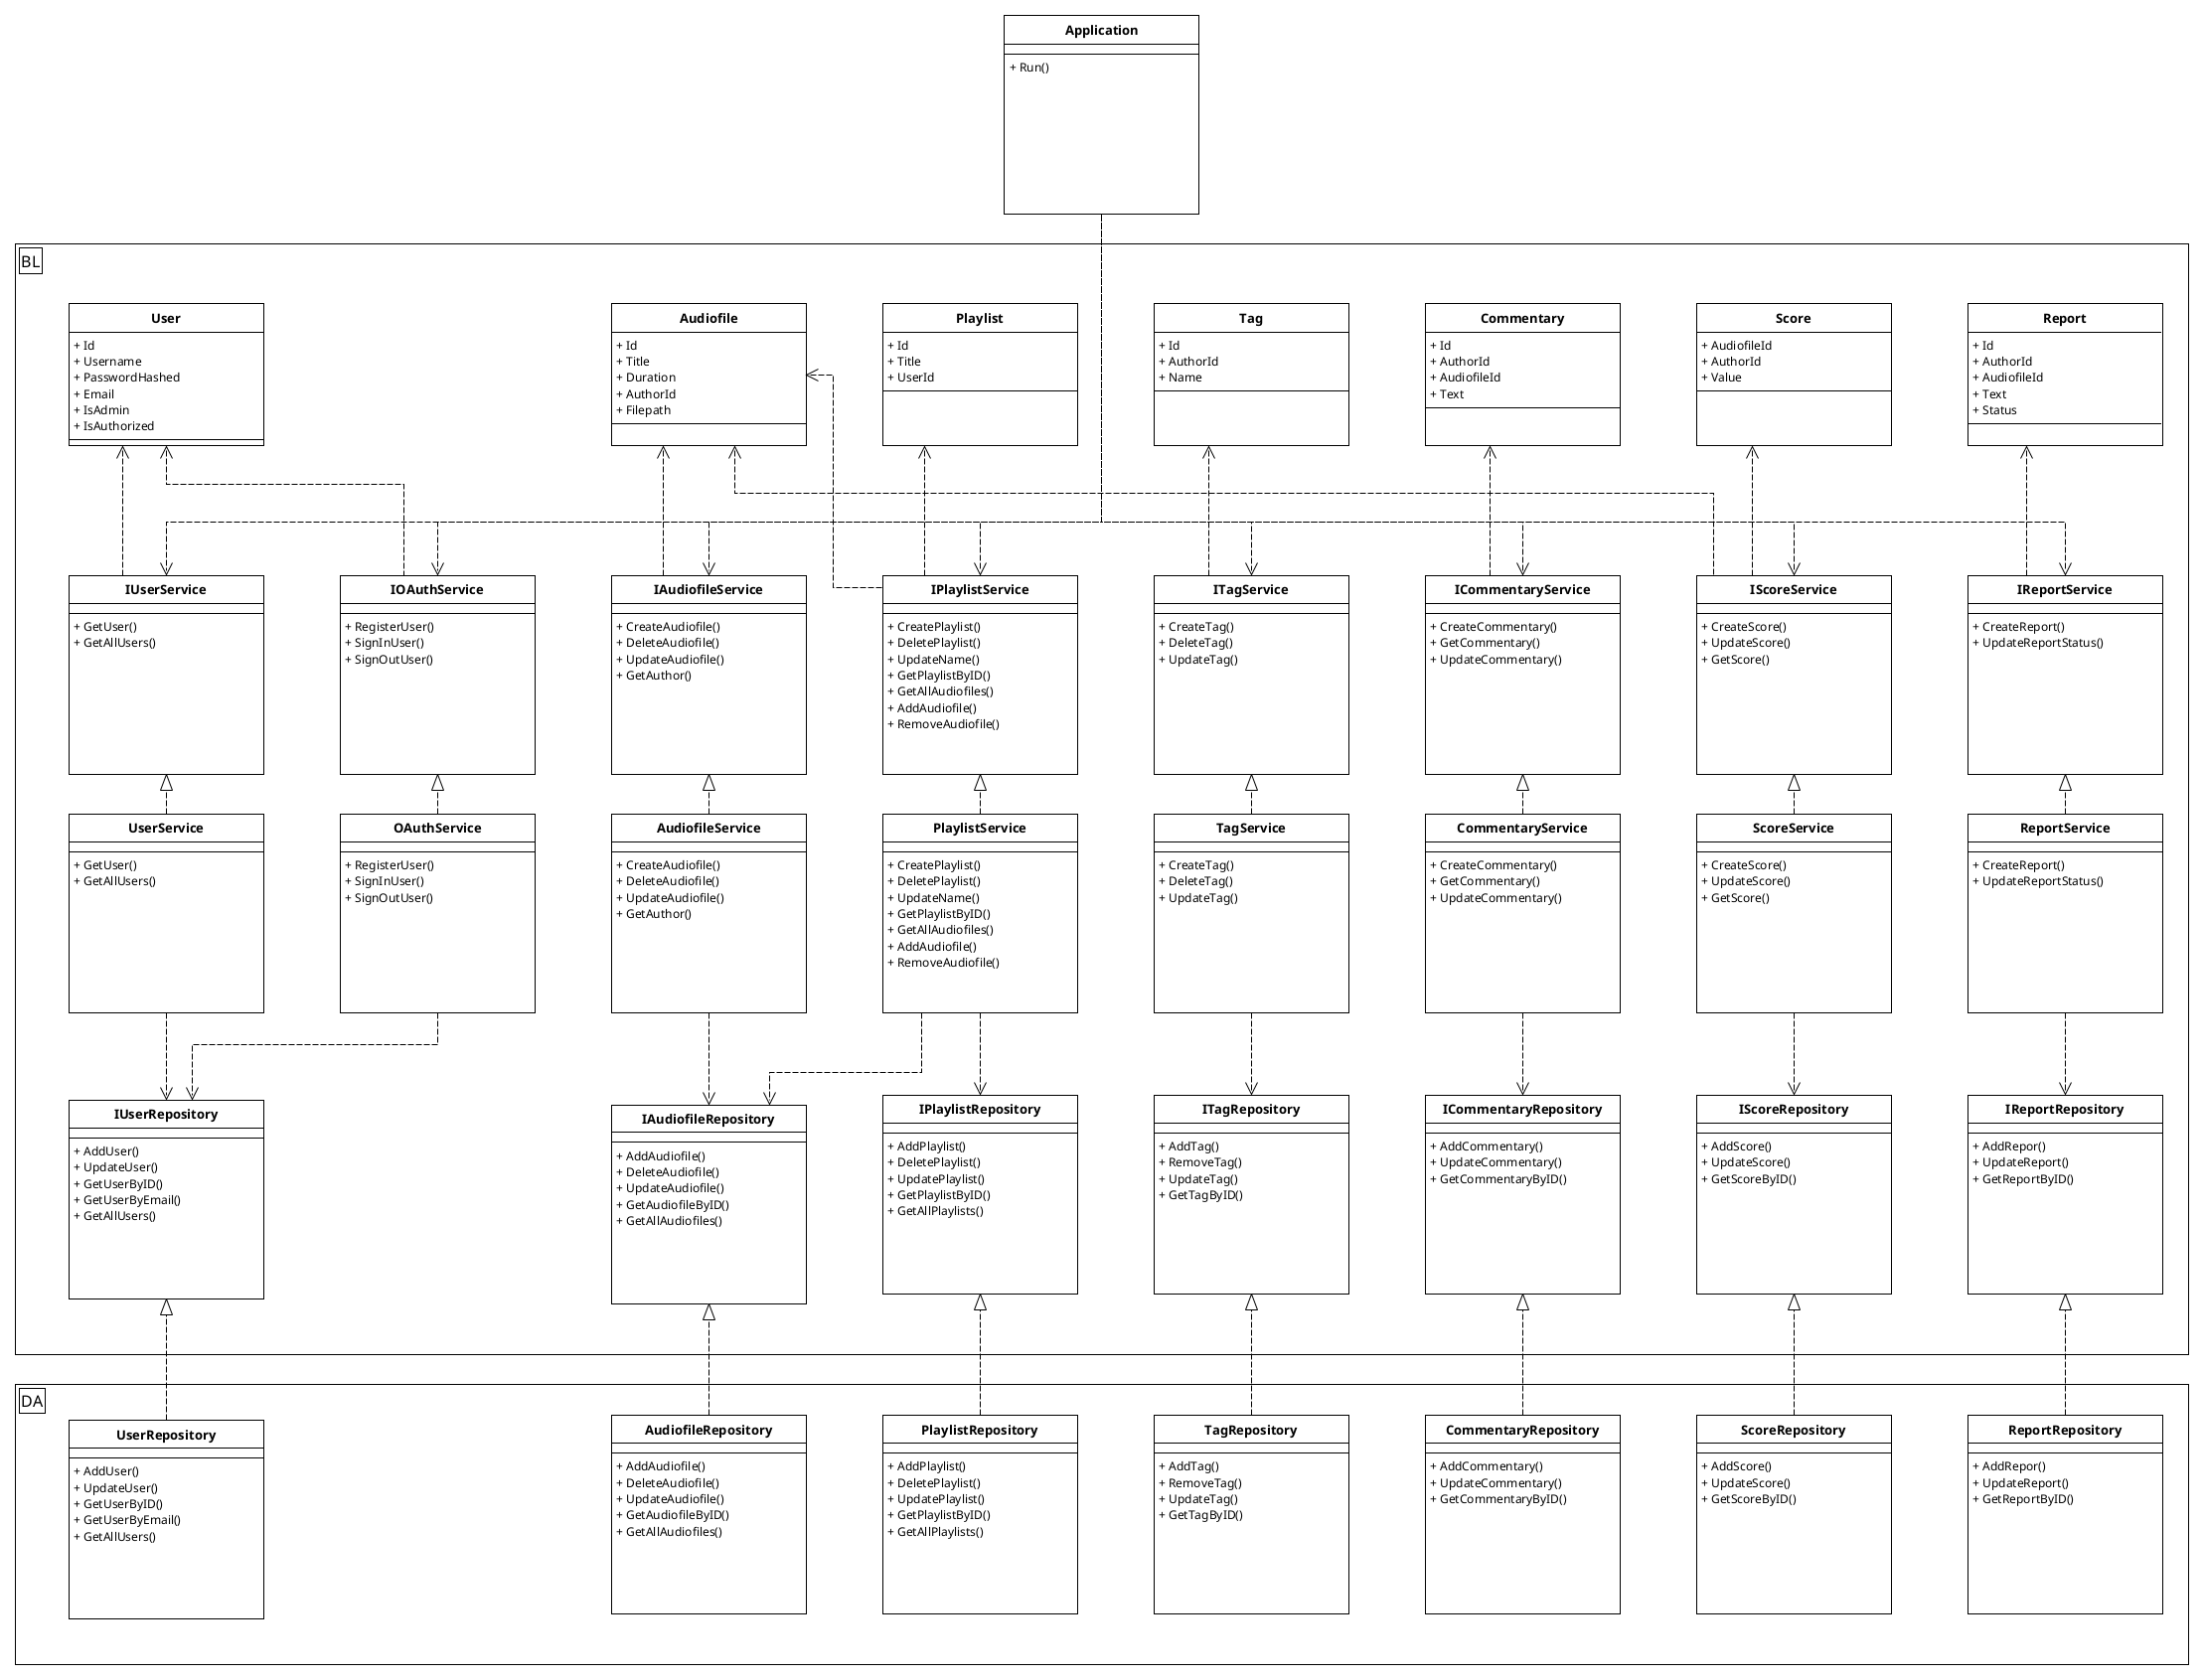 Application
+ Run()
BL
User
+ Id
+ Username
+ PasswordHashed
+ Email
+ IsAdmin
+ IsAuthorized
Audiofile
+ Id
+ Title
+ Duration
+ AuthorId
+ Filepath
Playlist
+ Id
+ Title
+ UserId
Tag
+ Id
+ AuthorId
+ Name
Commentary
+ Id
+ AuthorId
+ AudiofileId
+ Text
Score
+ AudiofileId
+ AuthorId
+ Value
Report
+ Id
+ AuthorId
+ AudiofileId
+ Text
+ Status
IUserService
+ GetUser()
+ GetAllUsers()
IOAuthService
+ RegisterUser()
+ SignInUser()
+ SignOutUser()
IAudiofileService
+ CreateAudiofile()
+ DeleteAudiofile()
+ UpdateAudiofile()
+ GetAuthor()
IPlaylistService
+ CreatePlaylist()
+ DeletePlaylist()
+ UpdateName()
+ GetPlaylistByID()
+ GetAllAudiofiles()
+ AddAudiofile()
+ RemoveAudiofile()
ITagService
+ CreateTag()
+ DeleteTag()
+ UpdateTag()
ICommentaryService
+ CreateCommentary()
+ GetCommentary()
+ UpdateCommentary()
IScoreService
+ CreateScore()
+ UpdateScore()
+ GetScore()
IReportService
+ CreateReport()
+ UpdateReportStatus()
UserService
+ GetUser()
+ GetAllUsers()
OAuthService
+ RegisterUser()
+ SignInUser()
+ SignOutUser()
AudiofileService
+ CreateAudiofile()
+ DeleteAudiofile()
+ UpdateAudiofile()
+ GetAuthor()
PlaylistService
+ CreatePlaylist()
+ DeletePlaylist()
+ UpdateName()
+ GetPlaylistByID()
+ GetAllAudiofiles()
+ AddAudiofile()
+ RemoveAudiofile()
TagService
+ CreateTag()
+ DeleteTag()
+ UpdateTag()
CommentaryService
+ CreateCommentary()
+ GetCommentary()
+ UpdateCommentary()
ScoreService
+ CreateScore()
+ UpdateScore()
+ GetScore()
ReportService
+ CreateReport()
+ UpdateReportStatus()
IUserRepository
+ AddUser()
+ UpdateUser()
+ GetUserByID()
+ GetUserByEmail()
+ GetAllUsers()
IAudiofileRepository
+ AddAudiofile()
+ DeleteAudiofile()
+ UpdateAudiofile()
+ GetAudiofileByID()
+ GetAllAudiofiles()
IPlaylistRepository
+ AddPlaylist()
+ DeletePlaylist()
+ UpdatePlaylist()
+ GetPlaylistByID()
+ GetAllPlaylists()
ITagRepository
+ AddTag()
+ RemoveTag()
+ UpdateTag()
+ GetTagByID()
ICommentaryRepository
+ AddCommentary()
+ UpdateCommentary()
+ GetCommentaryByID()
IScoreRepository
+ AddScore()
+ UpdateScore()
+ GetScoreByID()
IReportRepository
+ AddRepor()
+ UpdateReport()
+ GetReportByID()
DA
UserRepository
+ AddUser()
+ UpdateUser()
+ GetUserByID()
+ GetUserByEmail()
+ GetAllUsers()
AudiofileRepository
+ AddAudiofile()
+ DeleteAudiofile()
+ UpdateAudiofile()
+ GetAudiofileByID()
+ GetAllAudiofiles()
PlaylistRepository
+ AddPlaylist()
+ DeletePlaylist()
+ UpdatePlaylist()
+ GetPlaylistByID()
+ GetAllPlaylists()
TagRepository
+ AddTag()
+ RemoveTag()
+ UpdateTag()
+ GetTagByID()
CommentaryRepository
+ AddCommentary()
+ UpdateCommentary()
+ GetCommentaryByID()
ScoreRepository
+ AddScore()
+ UpdateScore()
+ GetScoreByID()
ReportRepository
+ AddRepor()
+ UpdateReport()
+ GetReportByID()